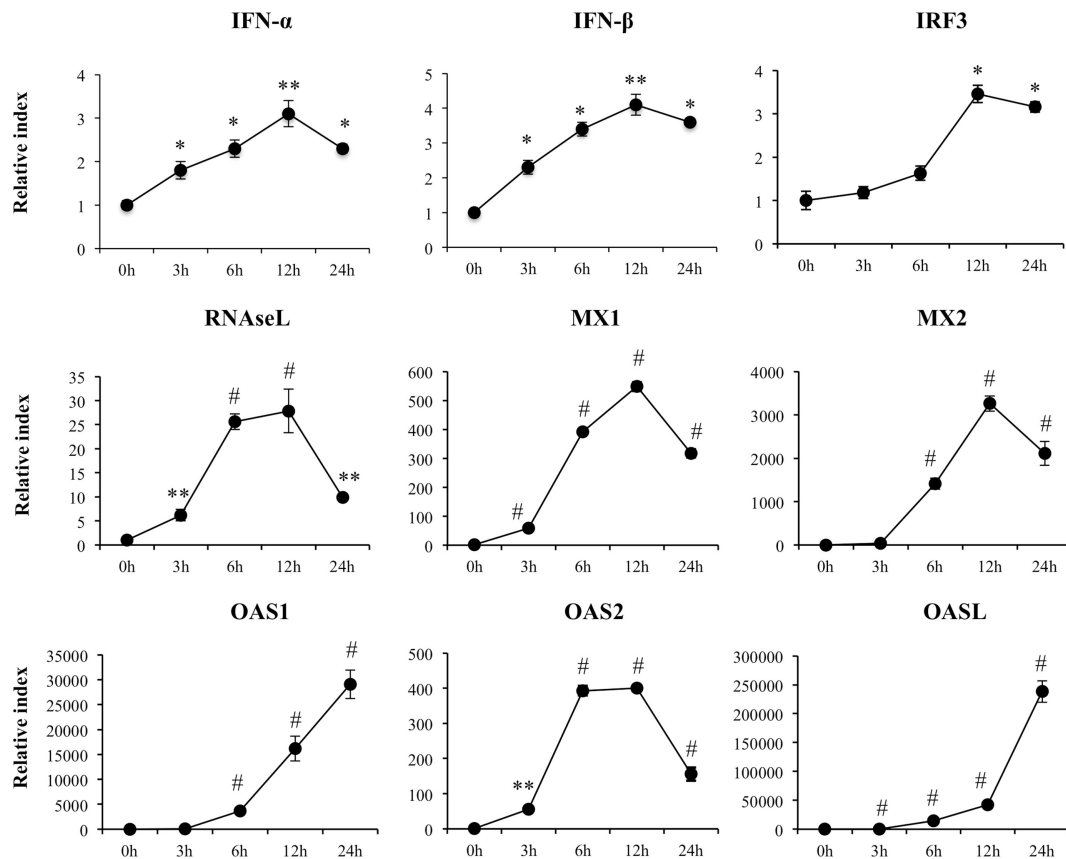 IFN-α
IFN-β
IRF3
Relative index
4
3
2
1
0
* * ** *
0h 3h 6h 12h 24h
5
4
3
2
1
0
* * ** *
0h 3h 6h 12h 24h
4
3
2
1
0
* *
0h 3h 6h 12h 24h
RNAseL
MX1
MX2
Relative index
35
30
25
20
15
10
5
0
** # # **
0h 3h 6h 12h 24h
600
500
400
300
200
100
0
# # # #
0h 3h 6h 12h 24h
4000
3000
2000
1000
0
# # #
0h 3h 6h 12h 24h
OAS1
OAS2
OASL
Relative index
35000
30000
25000
20000
15000
10000
5000
0
# # #
0h 3h 6h 12h 24h
500
400
300
200
100
0
** # # #
0h 3h 6h 12h 24h
300000
250000
200000
150000
100000
50000
0
# # # #
0h 3h 6h 12h 24h